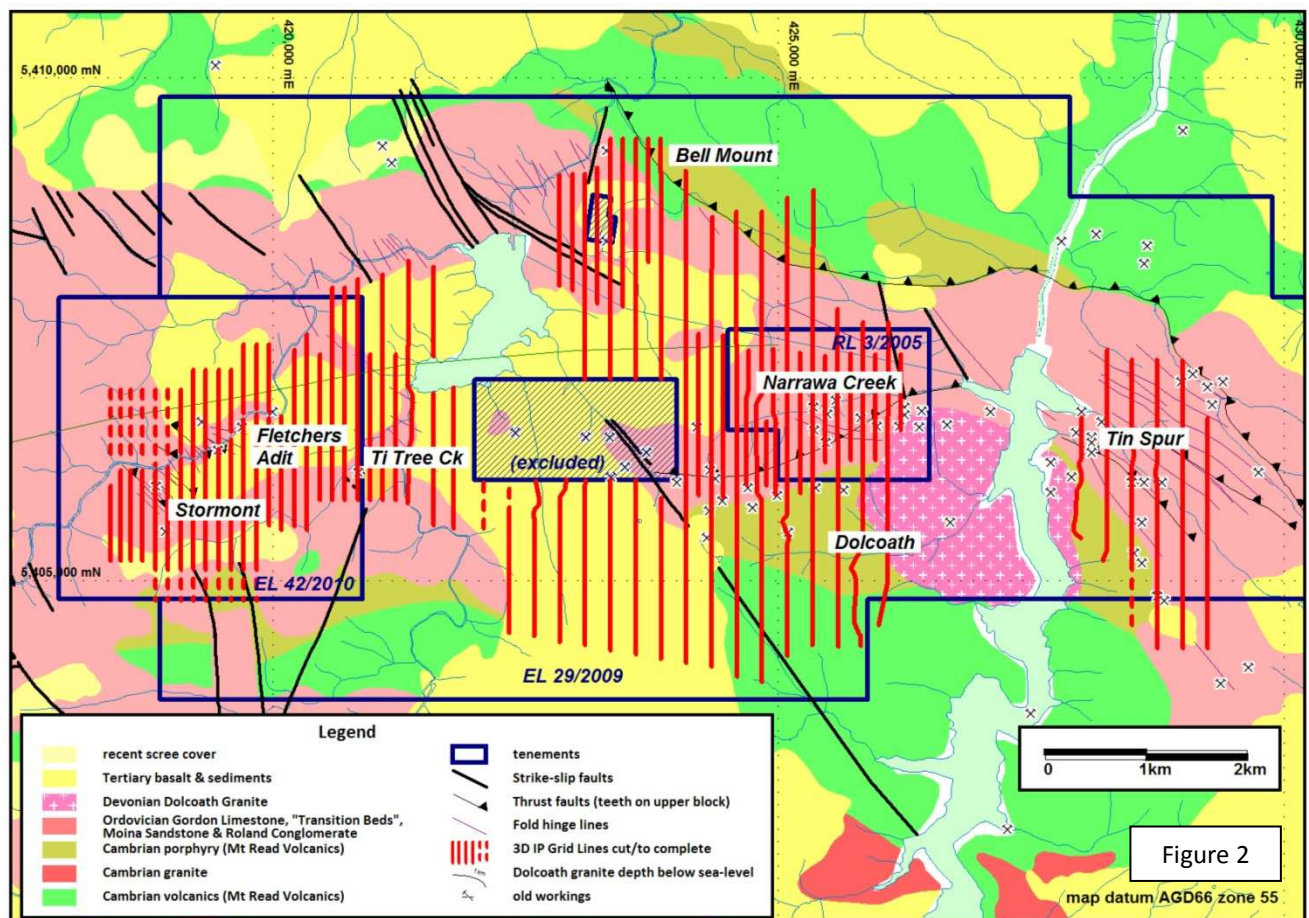 420,000 mE
425,000 mE
430,000 mE
5,410,000 mN
Bell Mount
RL 3/2005
Narrawa Creek
Fletchers
Adit
Ti Tree Ck
(excluded)
Tin Spur
Stormont
Dolcoath
5,405,000 mN
EL 42/2010
EL 29/2009
Legend
recent scree cover
Tertiary basalt & sediments
Devonian Dolcoath Granite
Ordovician Gordon Limestone, "Transition Beds",
Moina Sandstone & Roland Conglomerate
Cambrian porphyry (Mt Read Volcanics)
Cambrian granite
Cambrian volcanics (Mt Read Volcanics)
tenements
Strike-slip faults
Thrust faults (teeth on upper block)
Fold hinge lines
3D IP Grid Lines cut/to complete
Dolcoath granite depth below sea-level
old workings
0 1km 2km
Figure 2
map datum AGD66 zone 55